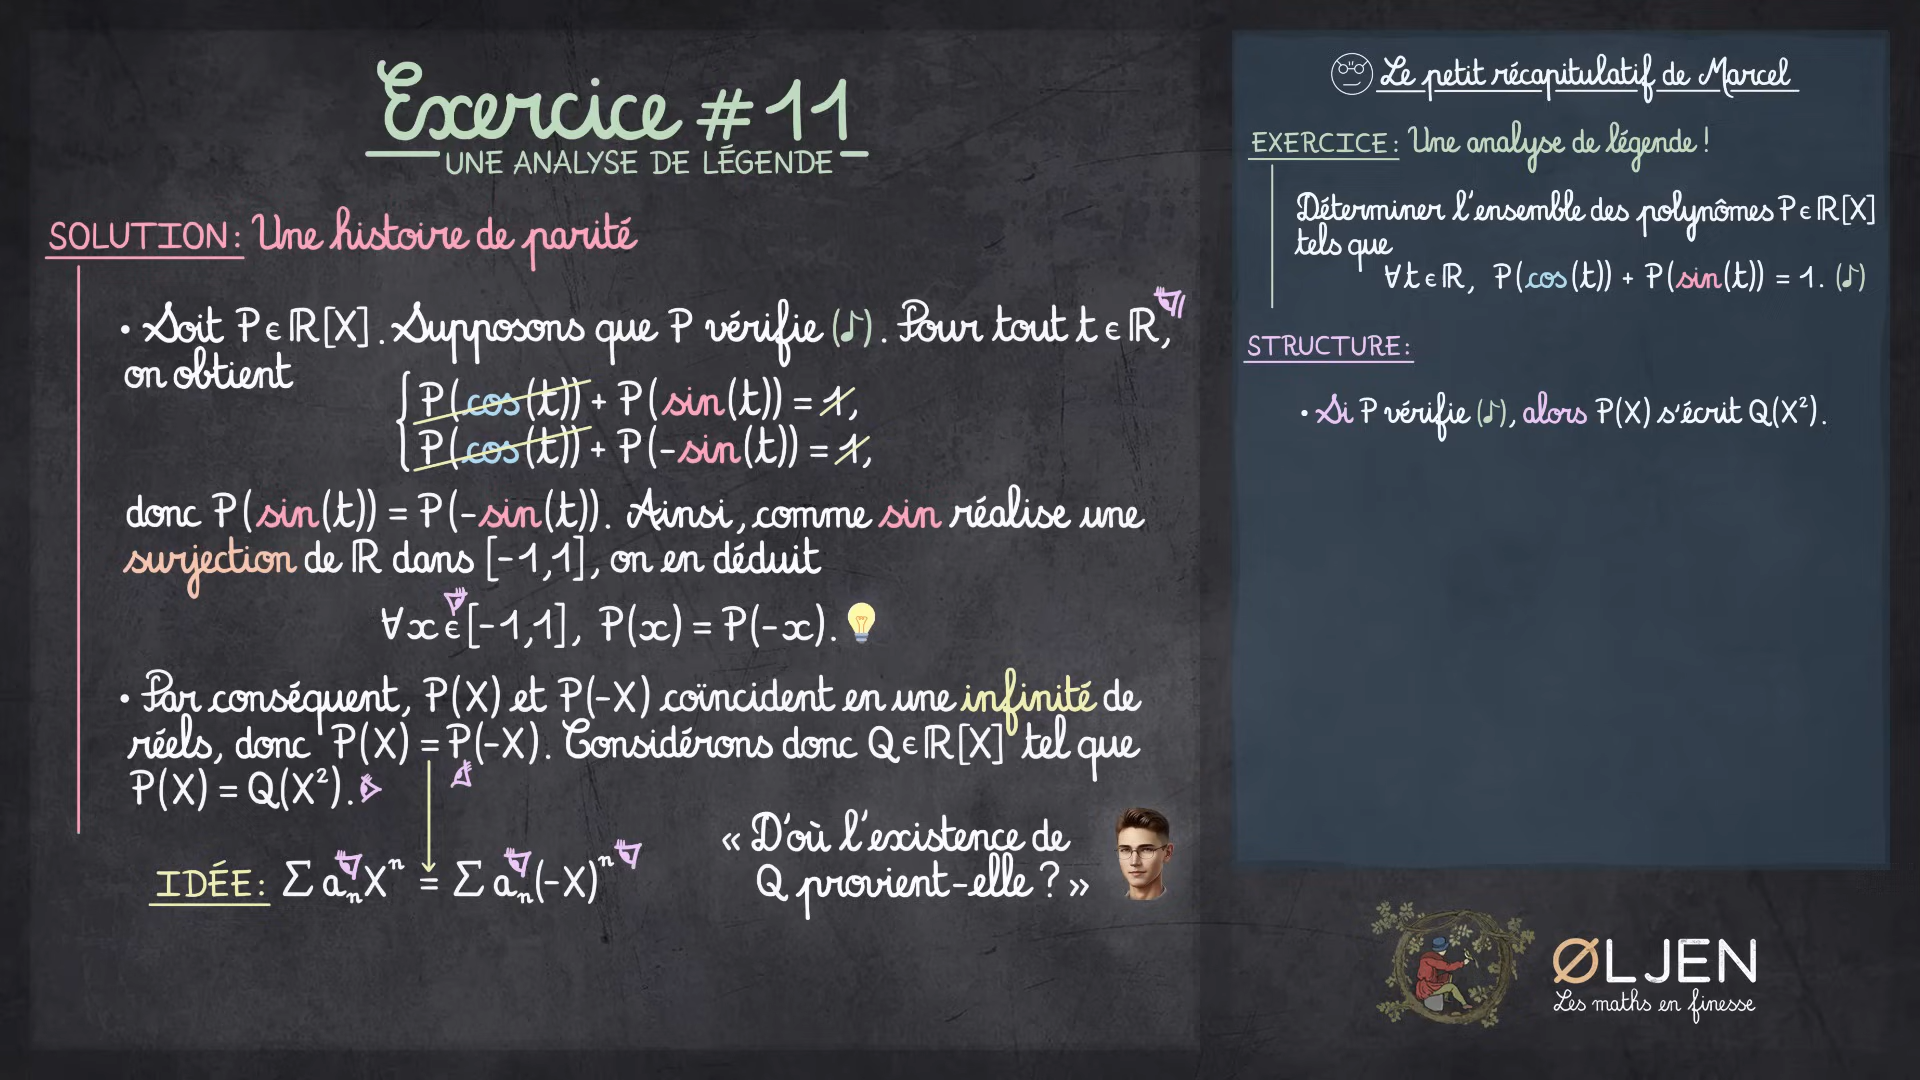 Exercice #11
UNE ANALYSE DE LÉGENDE
SOLUTION: Une histoire de parité
• Soit P∈ℝ[X]. Supposons que P vérifie (♪). Pour tout t∈ℝ,
on obtient
P(cos(t)) + P(sin(t)) = 1,
P(cos(t)) + P(-sin(t)) = 1,
donc P(sin(t)) = P(-sin(t)). Ainsi, comme sin réalise une
surjection de ℝ dans [-1,1], on en déduit
∀x∈[-1,1], P(x) = P(-x).
• Par conséquent, P(X) et P(-X) coïncident en une infinité de
réels, donc P(X) = P(-X). Considérons donc Q∈ℝ[X] tel que
P(X) = Q(X²).
IDÉE: Σ aₙXⁿ = Σ aₙ(-X)ⁿ
« D'où l'existence de
Q provient-elle ? »
Le petit récapitulatif de Marcel
EXERCICE: Une analyse de légende !
Déterminer l'ensemble des polynômes P∈ℝ[X]
tels que
∀t∈ℝ, P(cos(t)) + P(sin(t)) = 1. (♪)
STRUCTURE:
• Si P vérifie (♪), alors P(X) s'écrit Q(X²).
ØLJEN
Les maths en finesse